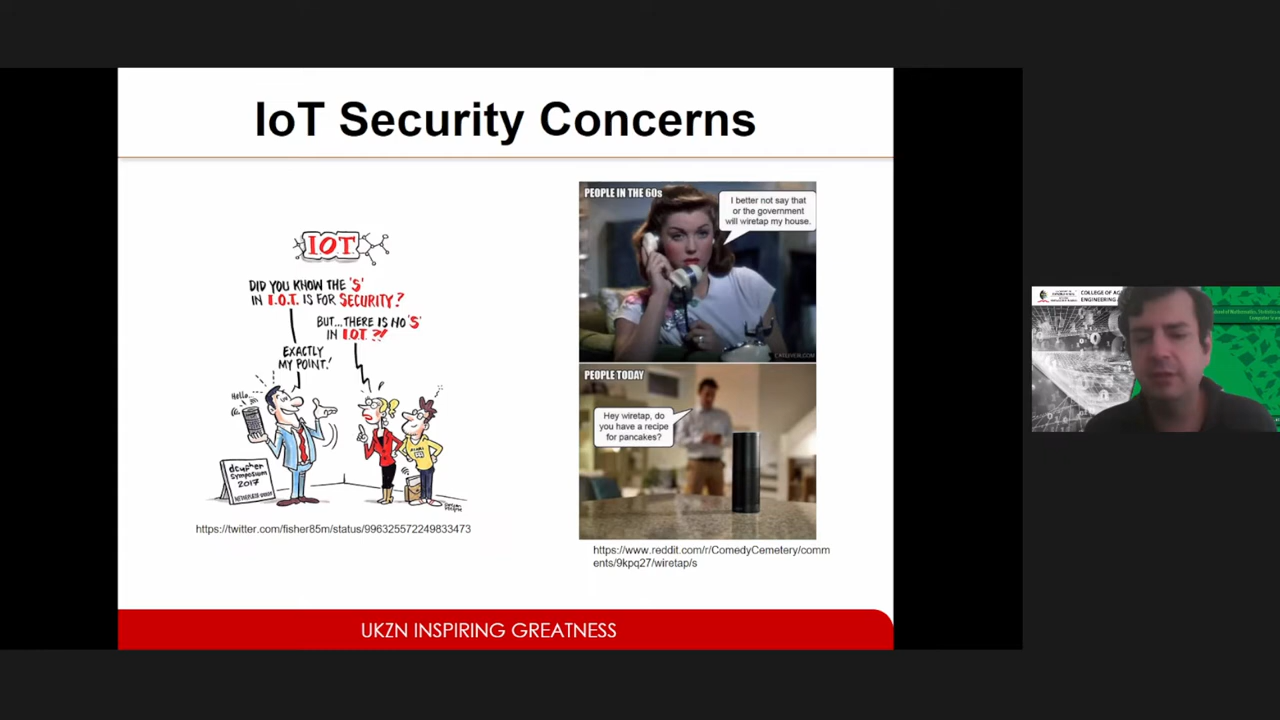 IoT Security Concerns
IOT
DID YOU KNOW THE 'S'
IN I.O.T. IS FOR SECURITY?
BUT...THERE IS NO 'S'
IN I.O.T.?!
EXACTLY
MY POINT!
Hello...
symposium
2017
https://twitter.com/fisher85m/status/996325572249833473
PEOPLE IN THE 60s
I better not say that
or the government
will wiretap my house.
PEOPLE TODAY
Hey wiretap, do
you have a recipe
for pancakes?
https://www.reddit.com/r/ComedyCemetery/comm
ents/9kpq27/wiretap/s
UKZN INSPIRING GREATNESS
COLLEGE OF
ENGINEERING